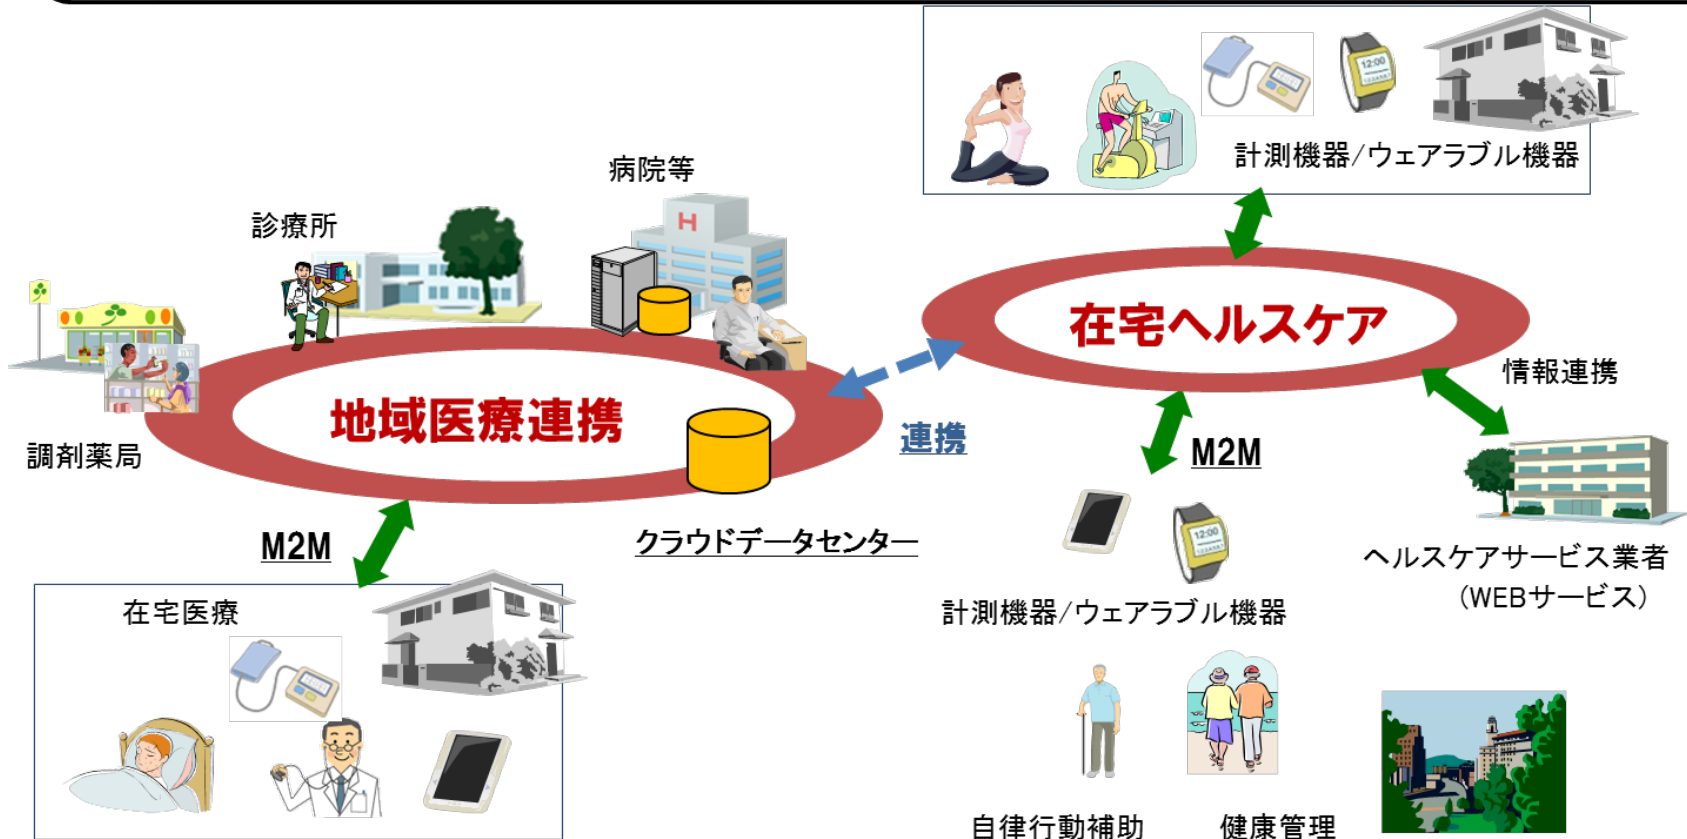 計測機器/ウェアラブル機器
病院等
診療所
H
12:00
在宅ヘルスケア
地域医療連携
調剤薬局
連携
情報連携
M2M
M2M
クラウドデータセンター
12:00
ヘルスケアサービス業者
(WEBサービス)
計測機器/ウェアラブル機器
在宅医療
自律行動補助
健康管理